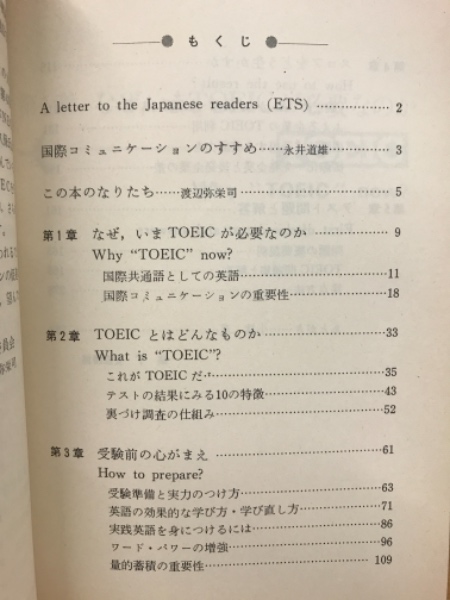 もくじ
A letter to the Japanese readers (ETS) ……………… 2
国際コミュニケーションのすすめ……永井道雄………… 3
この本のなりたち……渡辺弥栄司……………………… 5
第1章 なぜ，いま TOEIC が必要なのか ……………… 9
Why “TOEIC” now?
国際共通語としての英語…………………………11
国際コミュニケーションの重要性…………………18
第2章 TOEIC とはどんなものか……………………33
What is “TOEIC”?
これが TOEIC だ……………………………35
テストの結果にみる10の特徴……………………43
裏づけ調査の仕組み……………………………52
第3章 受験前の心がまえ ……………………………61
How to prepare?
受験準備と実力のつけ方…………………………63
英語の効果的な学び方・学び直し方………………71
実践英語を身につけるには………………………86
ワード・パワーの増強……………………………96
量的蓄積の重要性………………………………109